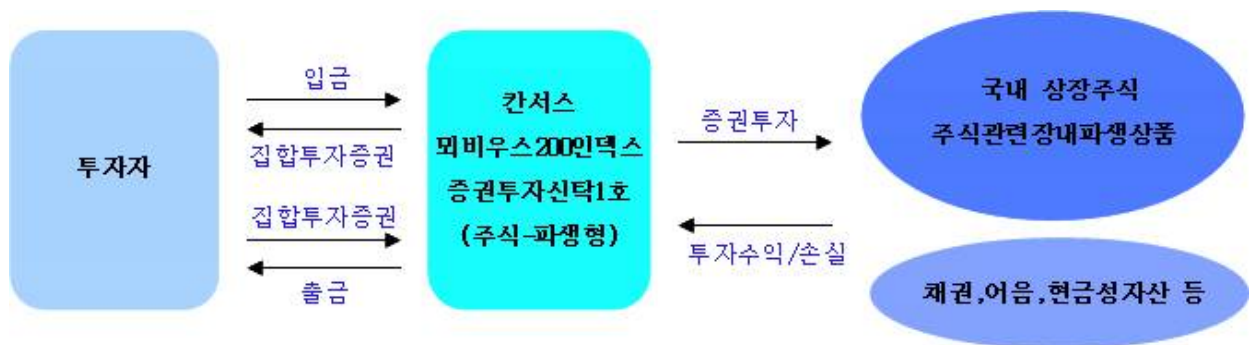 투자자
입금
집합투자증권
집합투자증권
출금
칸서스
뫼비우스200인덱스
증권투자신탁1호
(주식-파생형)
증권투자
투자수익/손실
국내 상장주식
주식관련장내파생상품
채권,어음,현금성자산 등